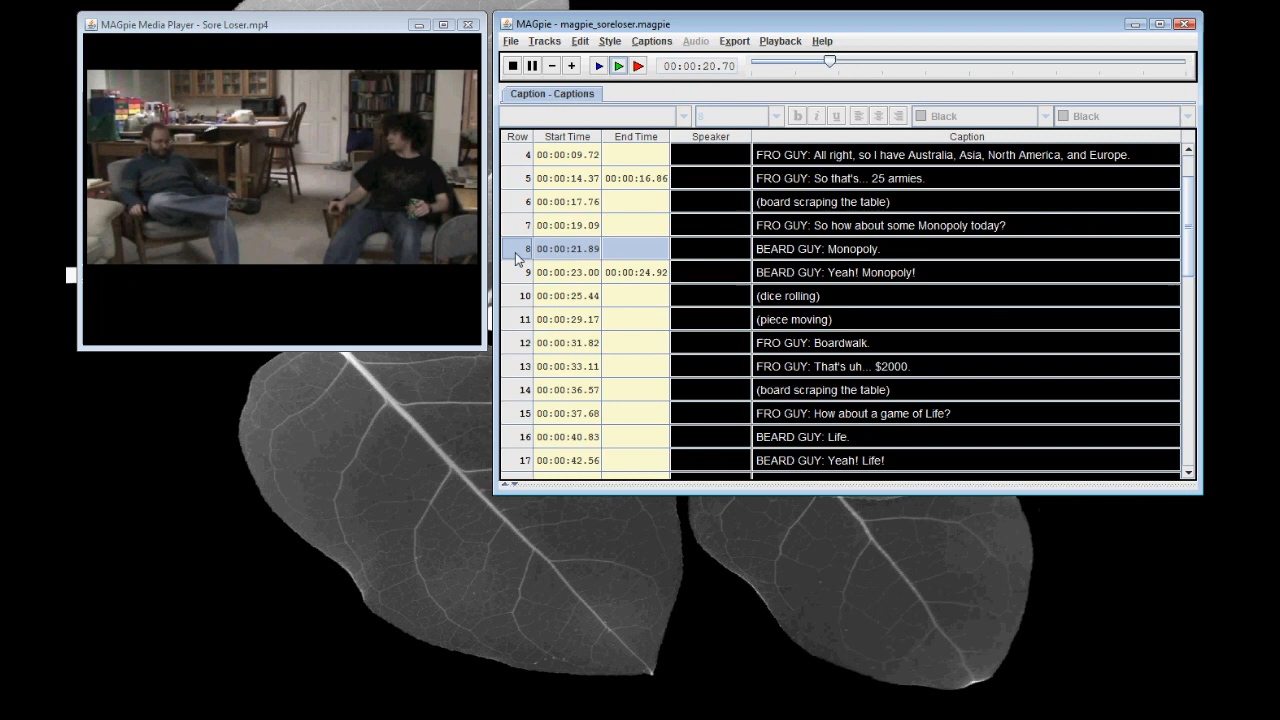 MAGpie Media Player - Sore Loser.mp4
MAGpie - magpie_soreloser.magpie
File Tracks Edit Style Captions Audio Export Playback Help
00:00:20.70
Caption - Captions
8 b i u Black Black
Row Start Time End Time Speaker Caption
4 00:00:09.72 FRO GUY: All right, so I have Australia, Asia, North America, and Europe.
5 00:00:14.37 00:00:16.86 FRO GUY: So that's... 25 armies.
6 00:00:17.76 (board scraping the table)
7 00:00:19.09 FRO GUY: So how about some Monopoly today?
8 00:00:21.89 BEARD GUY: Monopoly.
9 00:00:23.00 00:00:24.92 BEARD GUY: Yeah! Monopoly!
10 00:00:25.44 (dice rolling)
11 00:00:29.17 (piece moving)
12 00:00:31.82 FRO GUY: Boardwalk.
13 00:00:33.11 FRO GUY: That's uh... $2000.
14 00:00:36.57 (board scraping the table)
15 00:00:37.68 FRO GUY: How about a game of Life?
16 00:00:40.83 BEARD GUY: Life.
17 00:00:42.56 BEARD GUY: Yeah! Life!